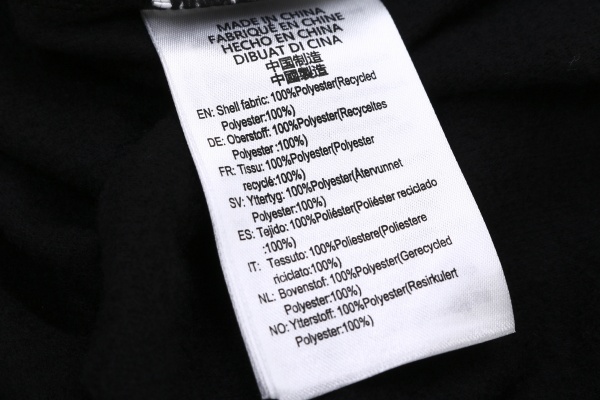 MADE IN CHINA
FABRIQUE EN CHINE
HECHO EN CHINA
DIBUAT DI CINA
中国制造
中國製造
EN: Shell fabric: 100%Polyester(Recycled
Polyester:100%)
DE: Oberstoff: 100%Polyester(Recyceltes
Polyester :100%)
FR: Tissu: 100%Polyester(Polyester
recyclé:100%)
SV: Yttertyg: 100%Polyester(Återvunnet
Polyester:100%)
ES: Tejido: 100%Poliéster(Poliéster reciclado
:100%)
IT: Tessuto: 100%Poliestere(Poliestere
riciclato:100%)
NL: Bovenstof: 100%Polyester(Gerecycled
Polyester:100%)
NO: Ytterstoff: 100%Polyester(Resirkulert
Polyester:100%)